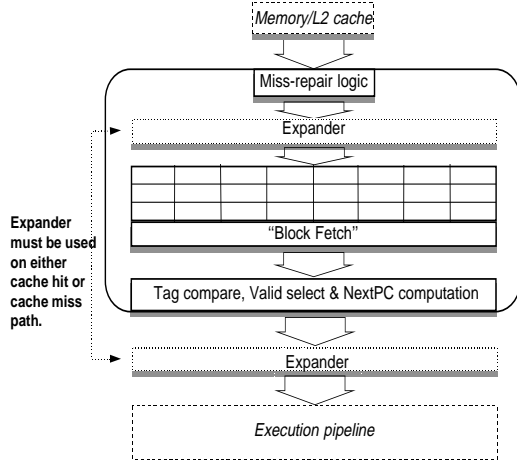 Memory/L2 cache
Miss-repair logic
Expander
“Block Fetch”
Expander
must be used
on either
cache hit or
cache miss
path.
Tag compare, Valid select & NextPC computation
Expander
Execution pipeline